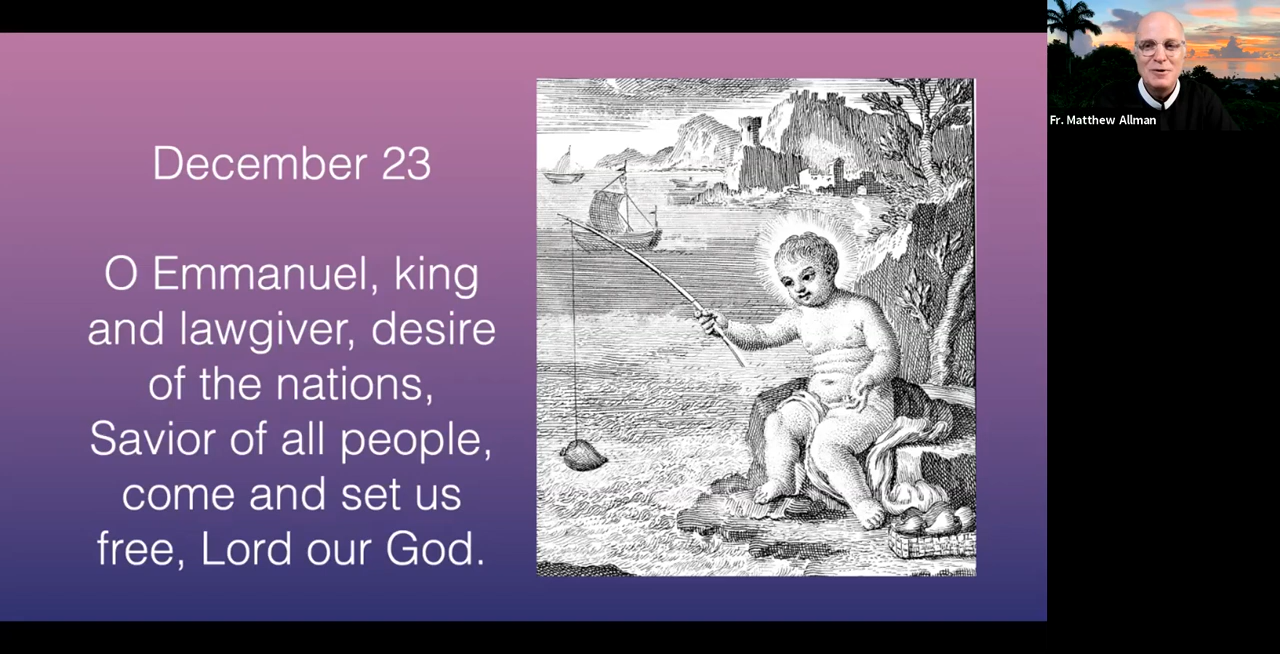 December 23
O Emmanuel, king
and lawgiver, desire
of the nations,
Savior of all people,
come and set us
free, Lord our God.
Fr. Matthew Allman